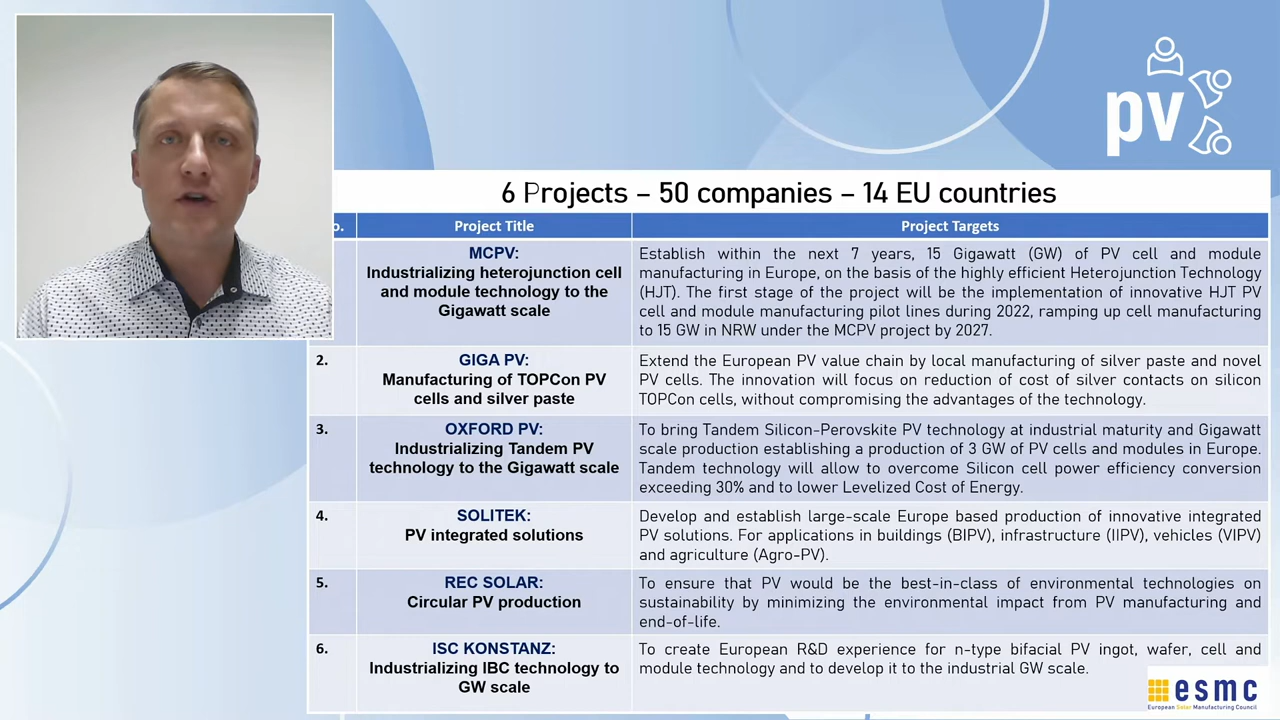 pv
6 Projects – 50 companies – 14 EU countries
o.
Project Title
Project Targets
MCPV:
Industrializing heterojunction cell
and module technology to the
Gigawatt scale
Establish within the next 7 years, 15 Gigawatt (GW) of PV cell and module
manufacturing in Europe, on the basis of the highly efficient Heterojunction Technology
(HJT). The first stage of the project will be the implementation of innovative HJT PV
cell and module manufacturing pilot lines during 2022, ramping up cell manufacturing
to 15 GW in NRW under the MCPV project by 2027.
2.
GIGA PV:
Manufacturing of TOPCon PV
cells and silver paste
Extend the European PV value chain by local manufacturing of silver paste and novel
PV cells. The innovation will focus on reduction of cost of silver contacts on silicon
TOPCon cells, without compromising the advantages of the technology.
3.
OXFORD PV:
Industrializing Tandem PV
technology to the Gigawatt scale
To bring Tandem Silicon-Perovskite PV technology at industrial maturity and Gigawatt
scale production establishing a production of 3 GW of PV cells and modules in Europe.
Tandem technology will allow to overcome Silicon cell power efficiency conversion
exceeding 30% and to lower Levelized Cost of Energy.
4.
SOLITEK:
PV integrated solutions
Develop and establish large-scale Europe based production of innovative integrated
PV solutions. For applications in buildings (BIPV), infrastructure (IIPV), vehicles (VIPV)
and agriculture (Agro-PV).
5.
REC SOLAR:
Circular PV production
To ensure that PV would be the best-in-class of environmental technologies on
sustainability by minimizing the environmental impact from PV manufacturing and
end-of-life.
6.
ISC KONSTANZ:
Industrializing IBC technology to
GW scale
To create European R&D experience for n-type bifacial PV ingot, wafer, cell and
module technology and to develop it to the industrial GW scale.
esmc
European Solar Manufacturing Council